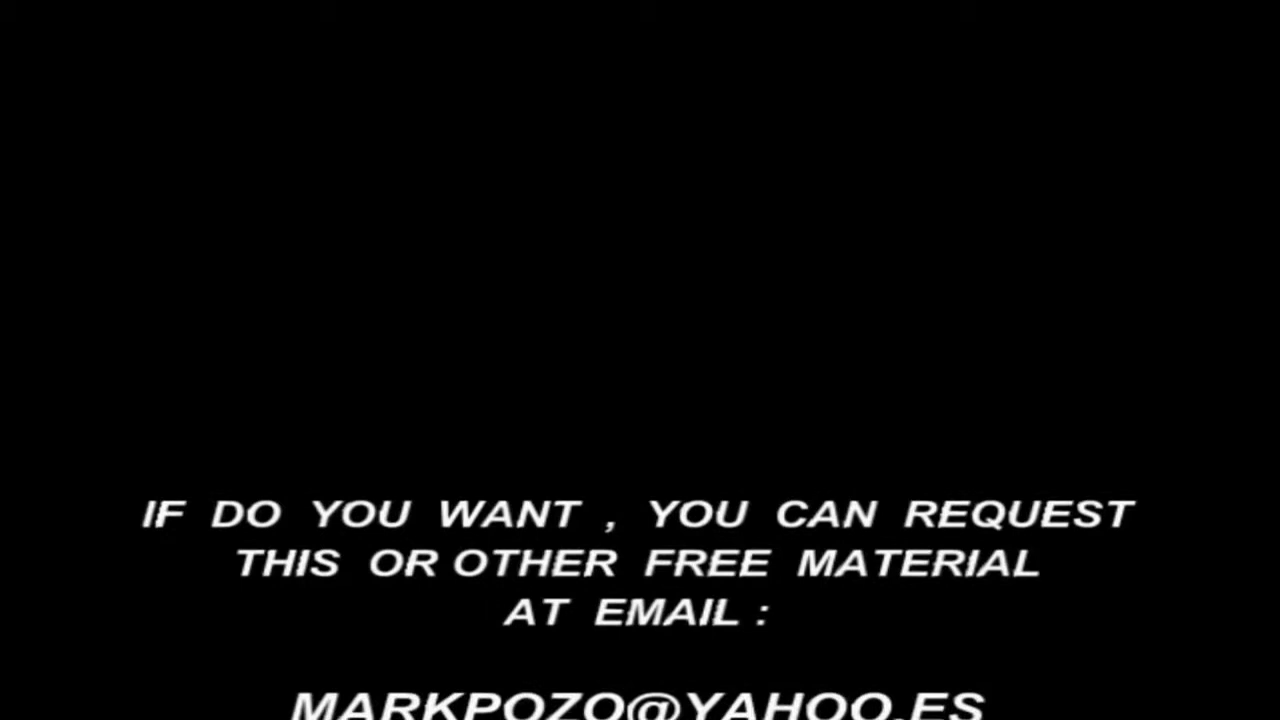 IF DO YOU WANT , YOU CAN REQUEST
THIS OR OTHER FREE MATERIAL
AT EMAIL :
MARKPOZO@YAHOO.ES